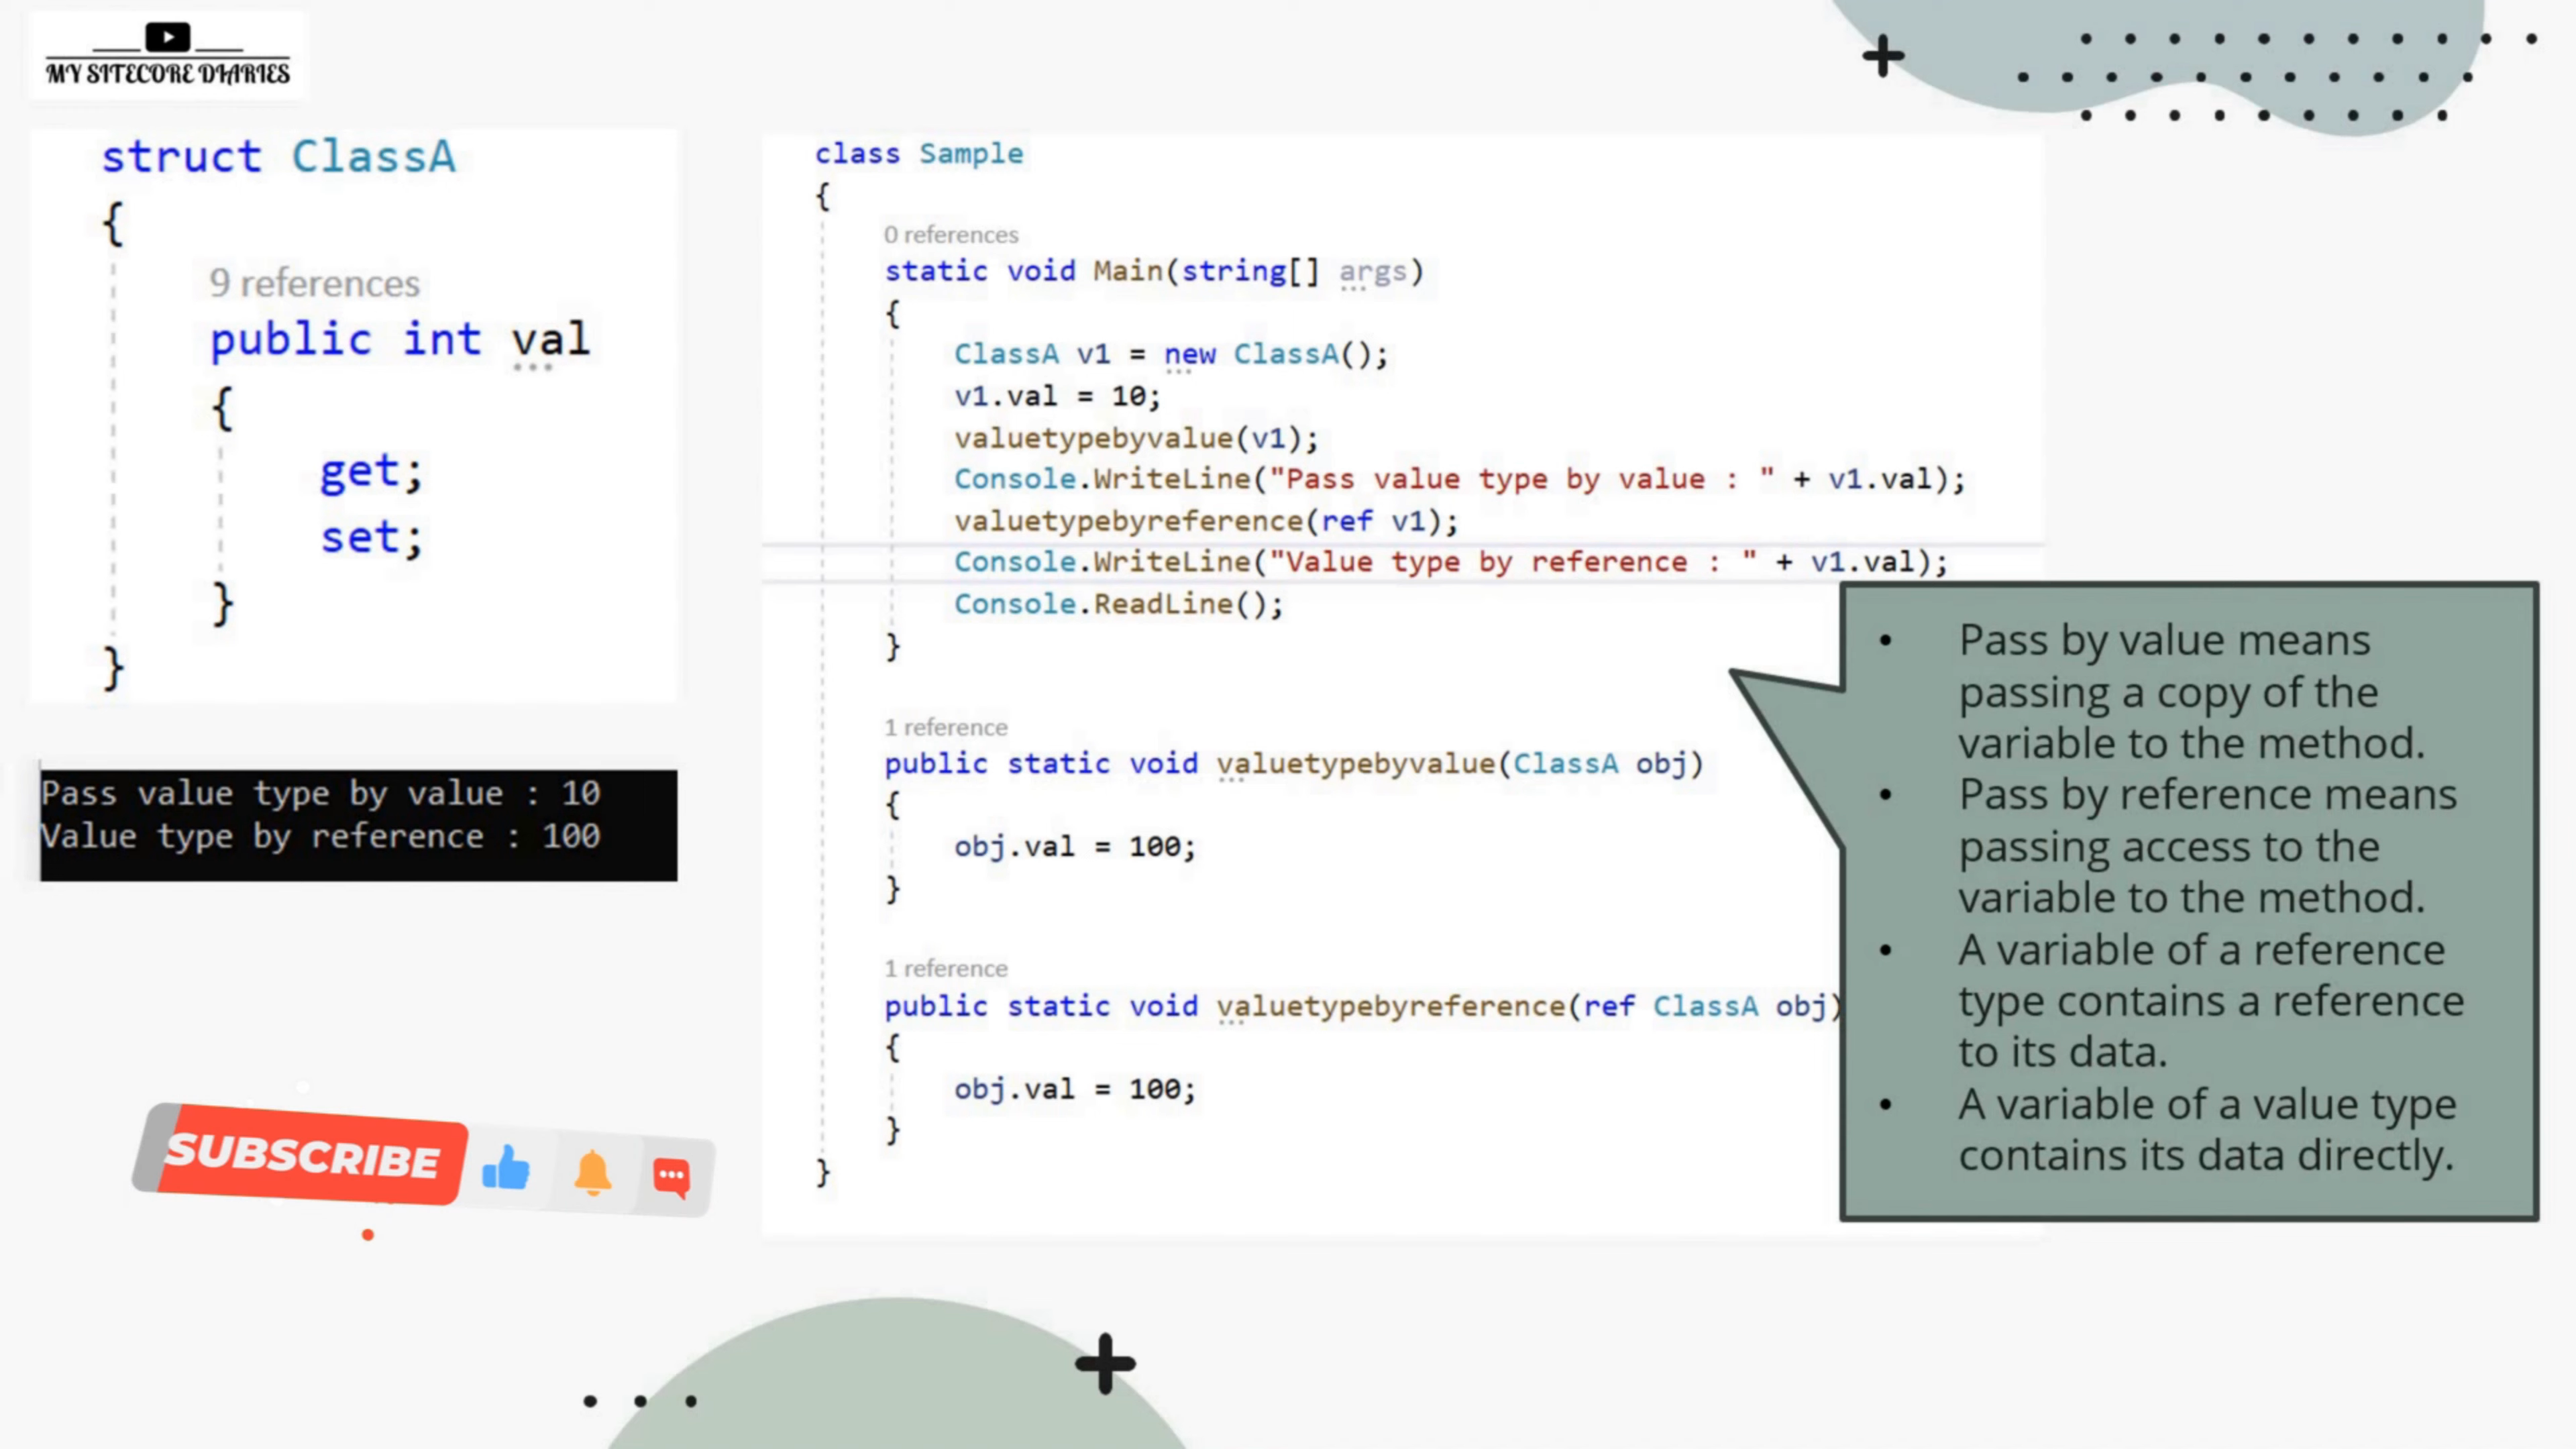 MY SITECORE DIARIES
struct ClassA
{
9 references
public int val
{
get;
set;
}
}
Pass value type by value : 10
Value type by reference : 100
SUBSCRIBE
class Sample
{
0 references
static void Main(string[] args)
{
ClassA v1 = new ClassA();
v1.val = 10;
valuetypebyvalue(v1);
Console.WriteLine("Pass value type by value : " + v1.val);
valuetypebyreference(ref v1);
Console.WriteLine("Value type by reference : " + v1.val);
Console.ReadLine();
}
1 reference
public static void valuetypebyvalue(ClassA obj)
{
obj.val = 100;
}
1 reference
public static void valuetypebyreference(ref ClassA obj)
{
obj.val = 100;
}
}
• Pass by value means
passing a copy of the
variable to the method.
• Pass by reference means
passing access to the
variable to the method.
• A variable of a reference
type contains a reference
to its data.
• A variable of a value type
contains its data directly.